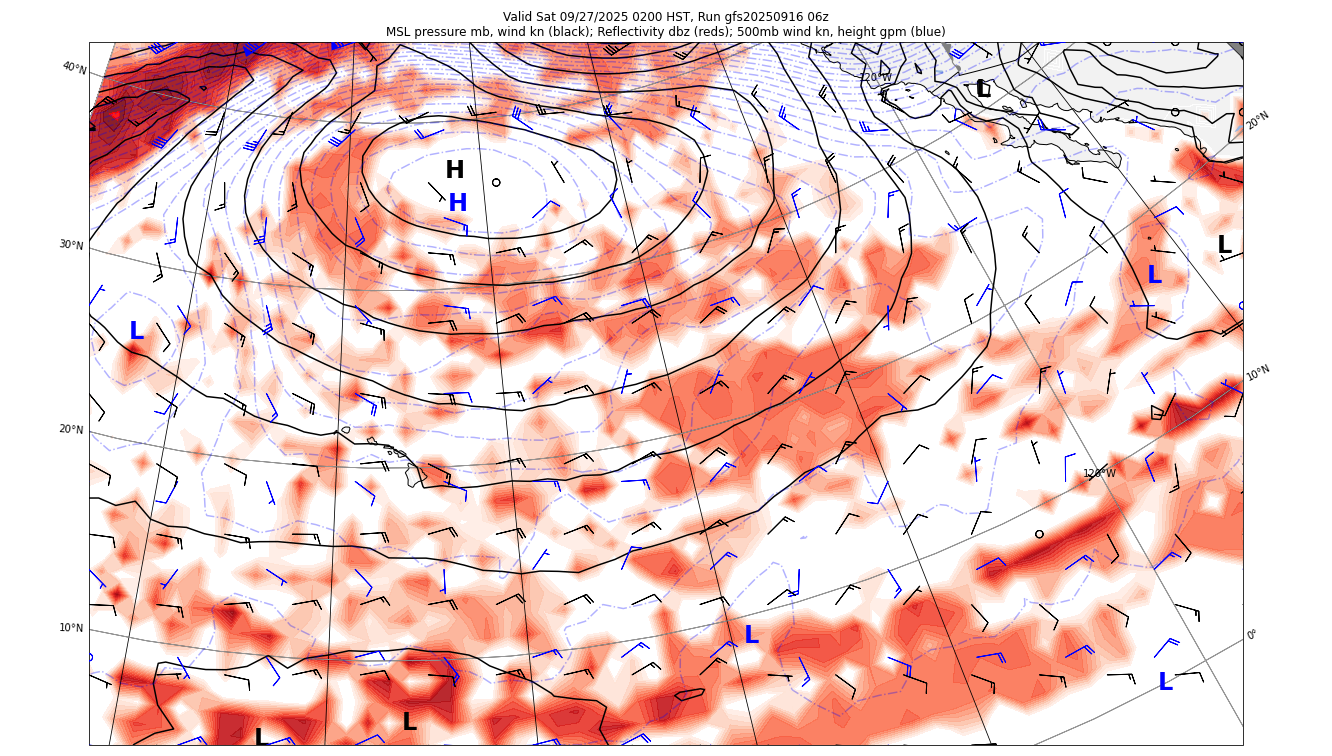 Valid Sat 09/27/2025 0200 HST, Run gfs20250916 06z
MSL pressure mb, wind kn (black); Reflectivity dbz (reds); 500mb wind kn, height gpm (blue)
40°N
120°W
L
20°N
H
H
30°N
L
L
L
10°N
20°N
120°W
10°N
L
0°
L
L
L